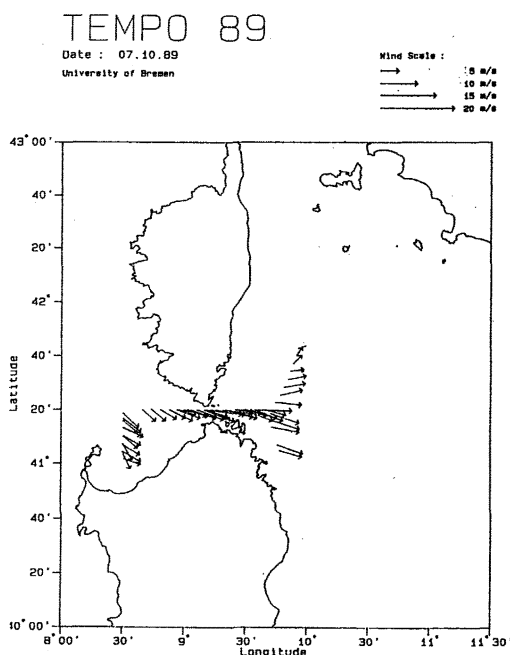 TEMPO 89
Date : 07.10.89
University of Bremen
Wind Scale :
5 m/s
10 m/s
15 m/s
20 m/s
43° 00'
40'
20'
42°
40'
20'
41°
40'
20'
40° 00'
Latitude
8° 00' 30' 9° 30' 10° 30' 11° 11° 30'
Longitude